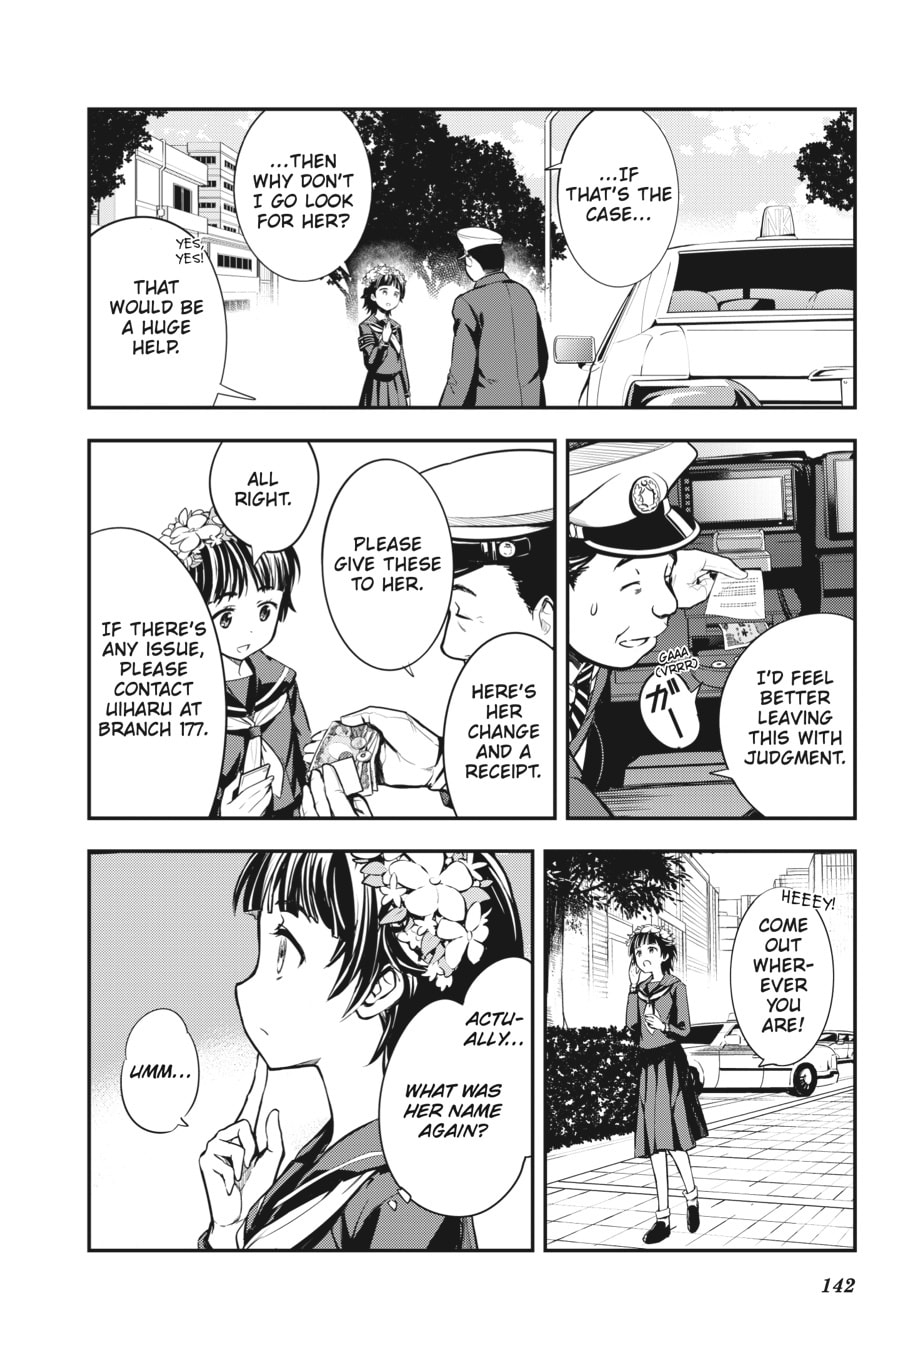 ...IF
THAT'S THE
CASE...
...THEN
WHY DON'T
I GO LOOK
FOR HER?
YES,
YES!
THAT
WOULD BE
A HUGE
HELP.
I'D FEEL
BETTER
LEAVING
THIS WITH
JUDGMENT.
GAAA
(VRRR)
ガー
HERE'S
HER
CHANGE
AND A
RECEIPT.
PLEASE
GIVE THESE
TO HER.
ALL
RIGHT.
IF THERE'S
ANY ISSUE,
PLEASE
CONTACT
UIHARU AT
BRANCH 177.
HEEEY!
COME
OUT
WHER-
EVER
YOU
ARE!
ACTU-
ALLY...
WHAT WAS
HER NAME
AGAIN?
UMM...
142